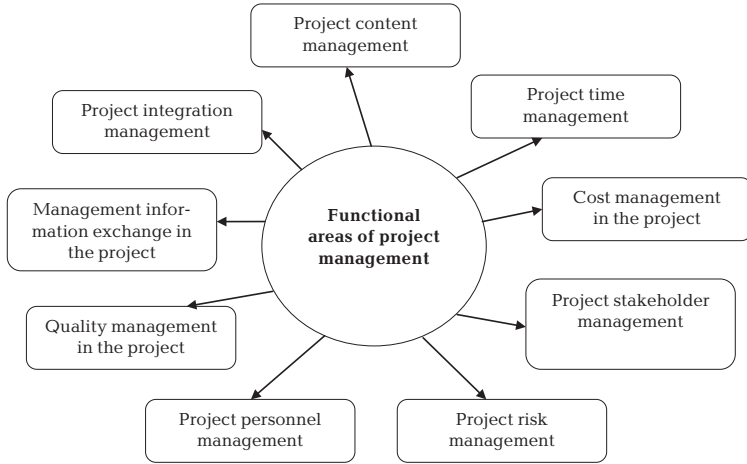 Project content
management
Project integration
management
Project time
management
Management infor-
mation exchange in
the project
Functional
areas of project
management
Cost management
in the project
Quality management
in the project
Project stakeholder
management
Project personnel
management
Project risk
management